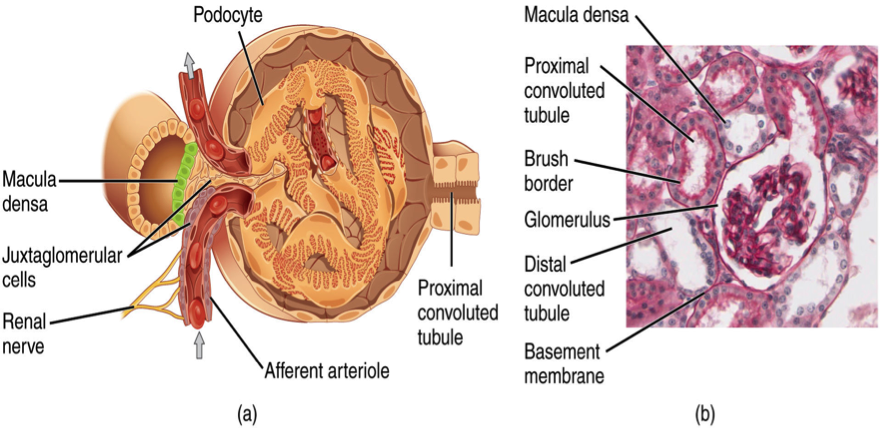 Podocyte
Macula
densa
Juxtaglomerular
cells
Renal
nerve
Afferent arteriole
Proximal
convoluted
tubule
(a)
Macula densa
Proximal
convoluted
tubule
Brush
border
Glomerulus
Distal
convoluted
tubule
Basement
membrane
(b)